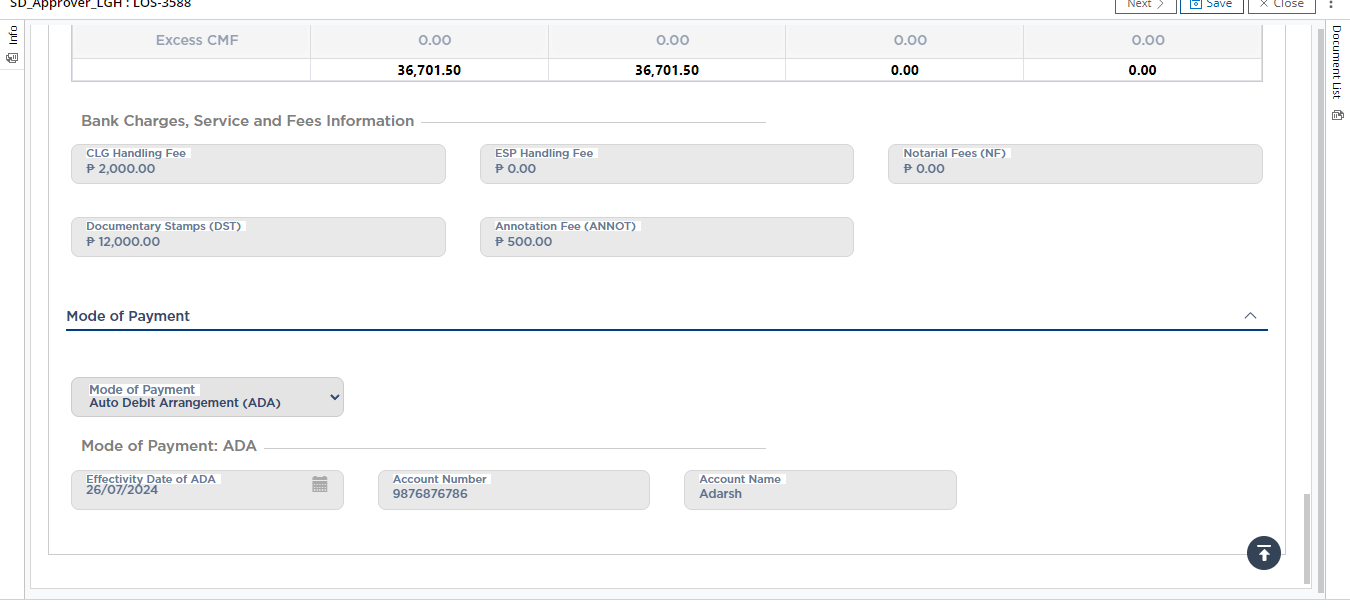 SD_Approver_LGH : LOS-3588
Next Save Close
Info
Document List
Excess CMF 0.00 0.00 0.00 0.00
36,701.50 36,701.50 0.00 0.00
Bank Charges, Service and Fees Information
CLG Handling Fee ESP Handling Fee Notarial Fees (NF)
₱ 2,000.00 ₱ 0.00 ₱ 0.00
Documentary Stamps (DST) Annotation Fee (ANNOT)
₱ 12,000.00 ₱ 500.00
Mode of Payment
Mode of Payment
Auto Debit Arrangement (ADA)
Mode of Payment: ADA
Effectivity Date of ADA Account Number Account Name
26/07/2024 9876876786 Adarsh